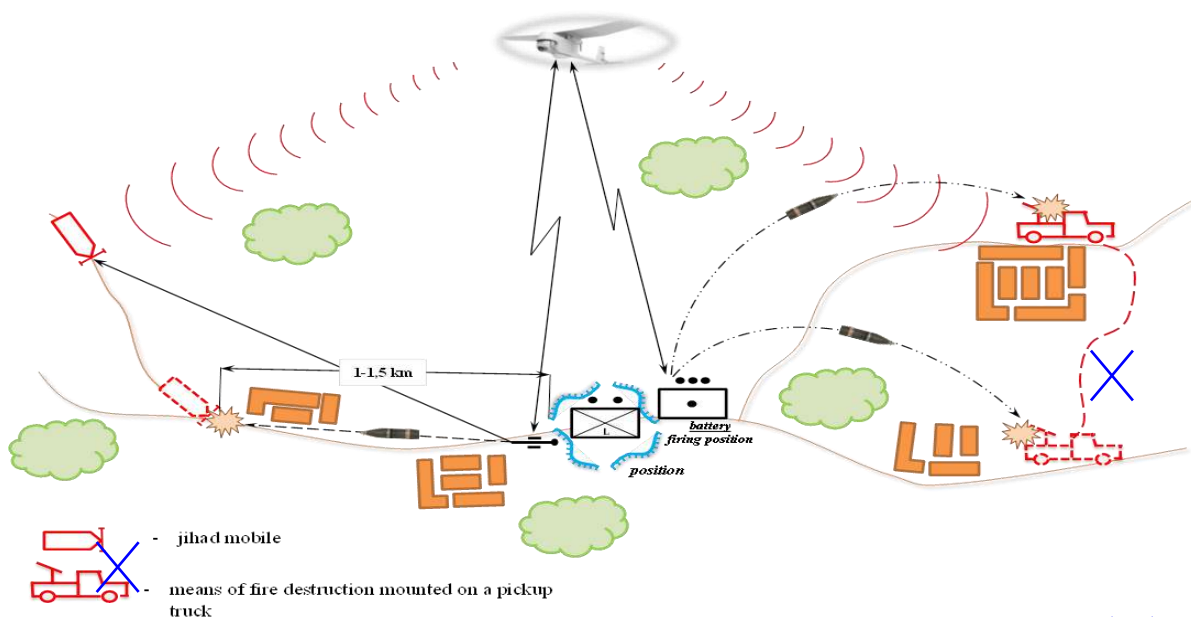 1-1,5 km
L
battery
firing position
position
- jihad mobile
- means of fire destruction mounted on a pickup
truck